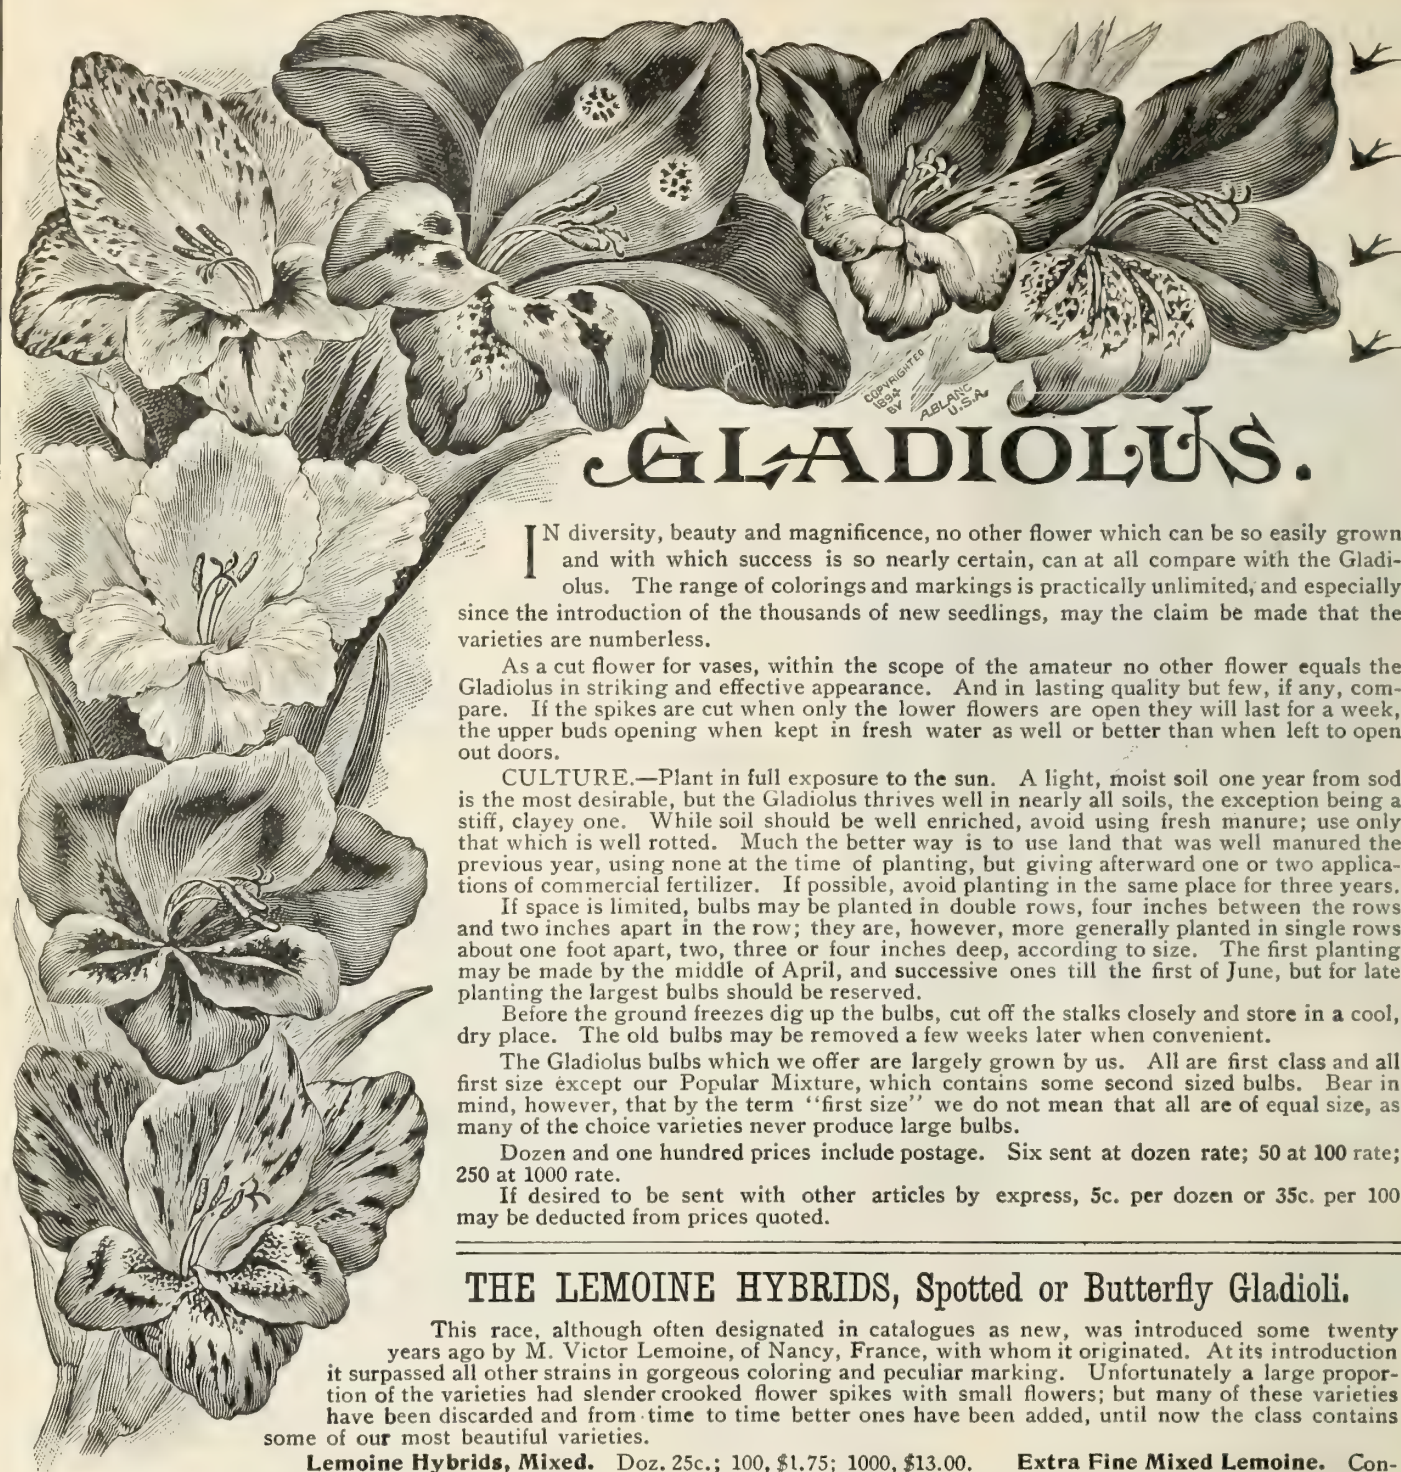 COPYRIGHTED
1894
BY A.BLANC
U.S.A.
GLADIOLUS.
IN diversity, beauty and magnificence, no other flower which can be so easily grown
and with which success is so nearly certain, can at all compare with the Gladi-
olus. The range of colorings and markings is practically unlimited, and especially
since the introduction of the thousands of new seedlings, may the claim be made that the
varieties are numberless.
As a cut flower for vases, within the scope of the amateur no other flower equals the
Gladiolus in striking and effective appearance. And in lasting quality but few, if any, com-
pare. If the spikes are cut when only the lower flowers are open they will last for a week,
the upper buds opening when kept in fresh water as well or better than when left to open
out doors.
CULTURE.—Plant in full exposure to the sun. A light, moist soil one year from sod
is the most desirable, but the Gladiolus thrives well in nearly all soils, the exception being a
stiff, clayey one. While soil should be well enriched, avoid using fresh manure; use only
that which is well rotted. Much the better way is to use land that was well manured the
previous year, using none at the time of planting, but giving afterward one or two applica-
tions of commercial fertilizer. If possible, avoid planting in the same place for three years.
If space is limited, bulbs may be planted in double rows, four inches between the rows
and two inches apart in the row; they are, however, more generally planted in single rows
about one foot apart, two, three or four inches deep, according to size. The first planting
may be made by the middle of April, and successive ones till the first of June, but for late
planting the largest bulbs should be reserved.
Before the ground freezes dig up the bulbs, cut off the stalks closely and store in a cool,
dry place. The old bulbs may be removed a few weeks later when convenient.
The Gladiolus bulbs which we offer are largely grown by us. All are first class and all
first size except our Popular Mixture, which contains some second sized bulbs. Bear in
mind, however, that by the term "first size" we do not mean that all are of equal size, as
many of the choice varieties never produce large bulbs.
Dozen and one hundred prices include postage. Six sent at dozen rate; 50 at 100 rate;
250 at 1000 rate.
If desired to be sent with other articles by express, 5c. per dozen or 35c. per 100
may be deducted from prices quoted.
THE LEMOINE HYBRIDS, Spotted or Butterfly Gladioli.
This race, although often designated in catalogues as new, was introduced some twenty
years ago by M. Victor Lemoine, of Nancy, France, with whom it originated. At its introduction
it surpassed all other strains in gorgeous coloring and peculiar marking. Unfortunately a large propor-
tion of the varieties had slender crooked flower spikes with small flowers; but many of these varieties
have been discarded and from time to time better ones have been added, until now the class contains
some of our most beautiful varieties.
Lemoine Hybrids, Mixed. Doz. 25c.; 100, $1.75; 1000, $13.00. Extra Fine Mixed Lemoine. Con-